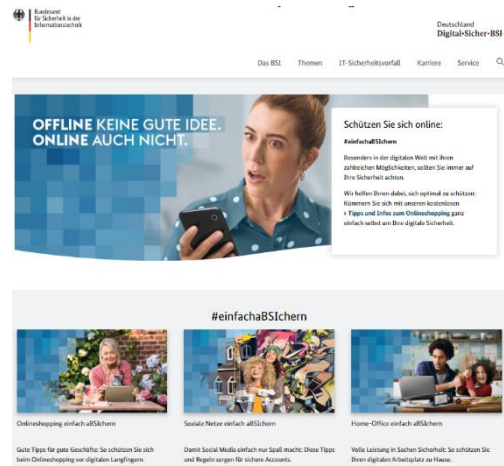 Bundesamt
für Sicherheit in der
Informationstechnik
Deutschland
Digital•Sicher•BSI
Das BSI Themen IT-Sicherheitsvorfall Karriere Service
OFFLINE KEINE GUTE IDEE.
ONLINE AUCH NICHT.
Schützen Sie sich online:
#einfachaBSIchern
Besonders in der digitalen Welt mit ihren
zahlreichen Möglichkeiten, sollten Sie immer auf
Ihre Sicherheit achten.
Wir helfen Ihnen dabei, sich optimal zu schützen:
Kümmern Sie sich mit unseren kostenlosen
› Tipps und Infos zum Onlineshopping ganz
einfach selbst um Ihre digitale Sicherheit.
#einfachaBSIchern
Onlineshopping einfach aBSIchern
Gute Tipps für gute Geschäfte: So schützen Sie sich
beim Onlineshopping vor digitalen Langfingern.
Soziale Netze einfach aBSIchern
Damit Social Media einfach nur Spaß macht: Diese Tipps
und Regeln sorgen für sichere Accounts.
Home-Office einfach aBSIchern
Volle Leistung in Sachen Sicherheit: So schützen Sie
Ihren digitalen Arbeitsplatz zu Hause.